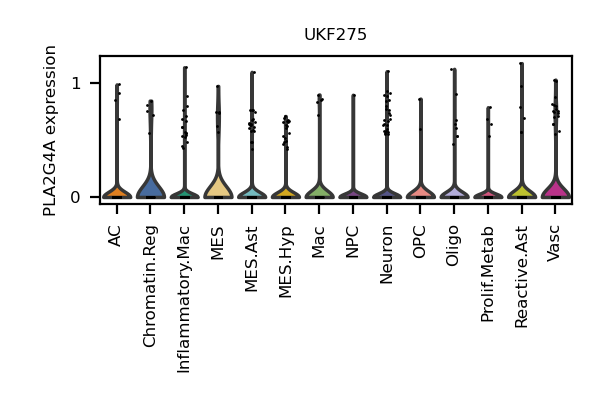 UKF275
PLA2G4A expression
1
0
AC
Chromatin.Reg
Inflammatory.Mac
MES
MES.Ast
MES.Hyp
Mac
NPC
Neuron
OPC
Oligo
Prolif.Metab
Reactive.Ast
Vasc